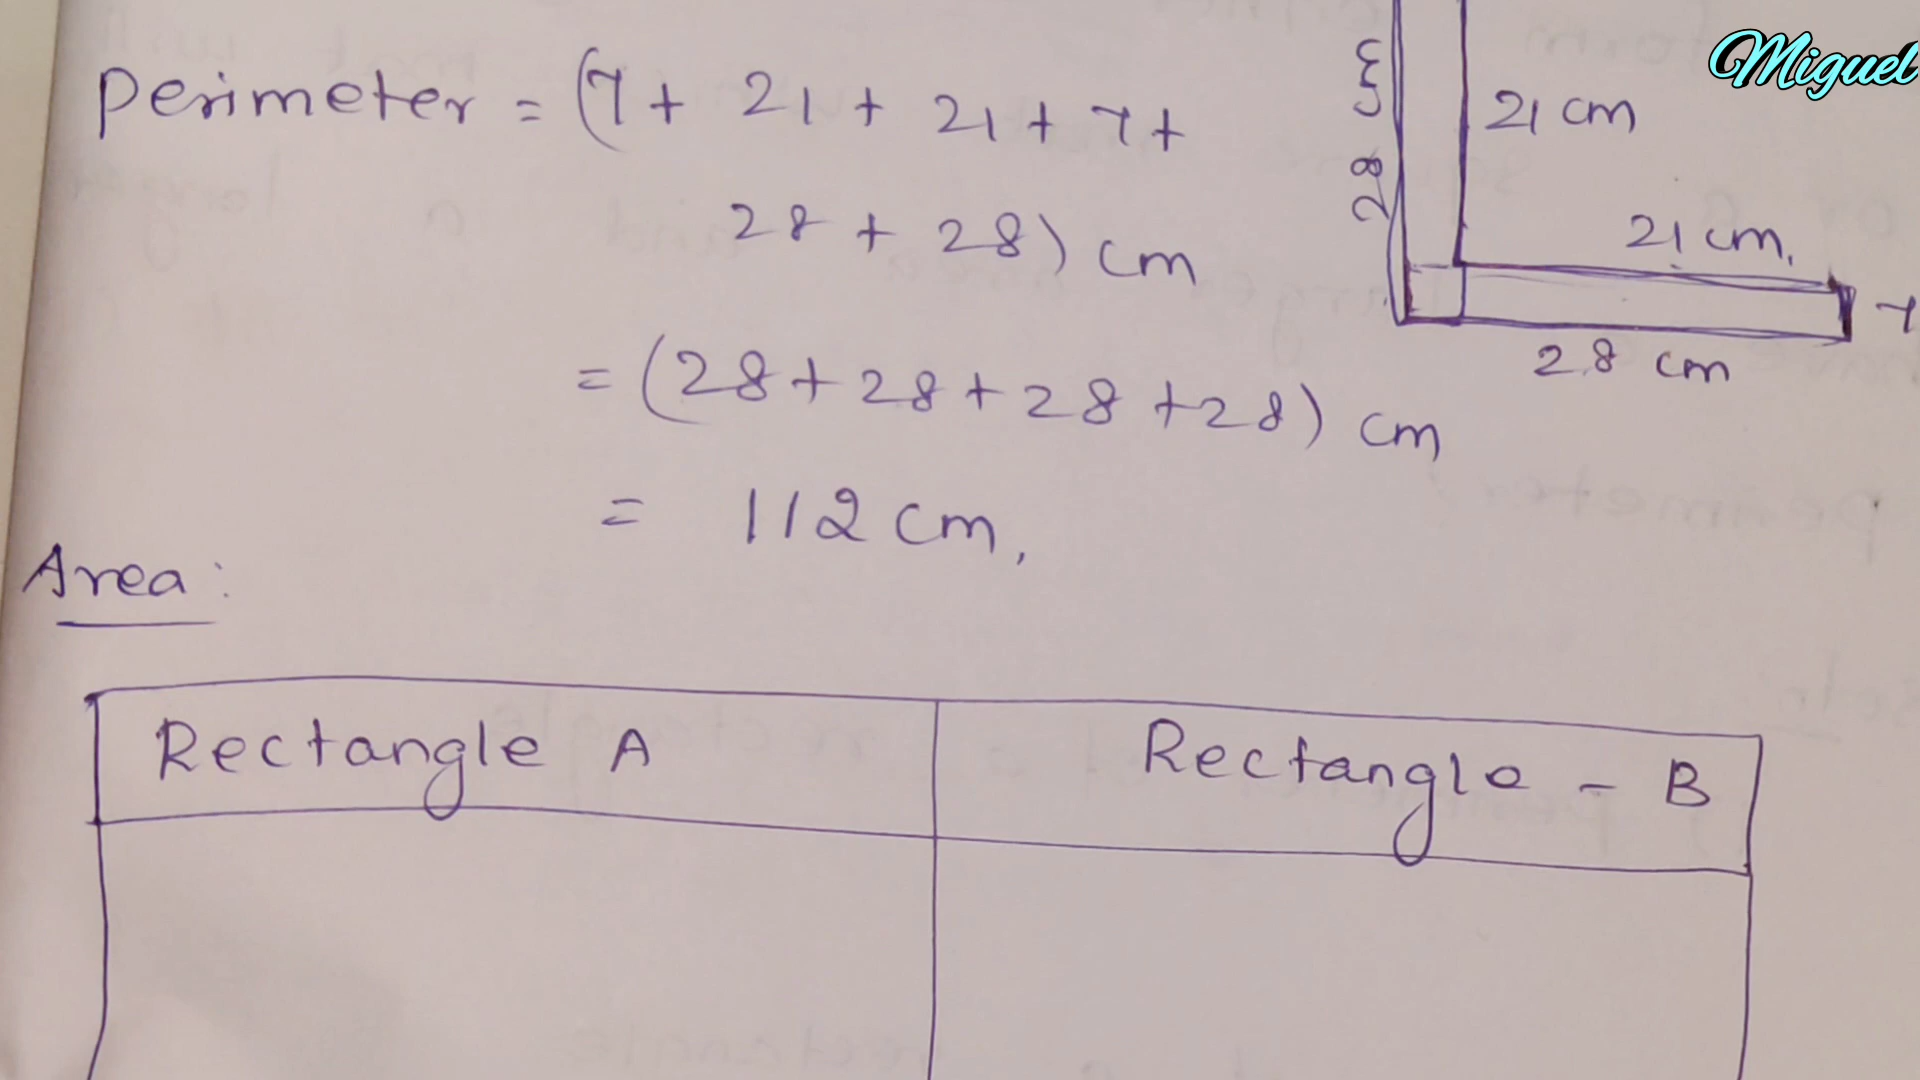 Miguel
Perimeter = (7 + 21 + 21 + 7 +
28 + 28) cm
= (28 + 28 + 28 + 28) cm
= 112 cm,
28 cm
21 cm
21 cm.
7
28 cm
Area :
Rectangle A
Rectangle - B